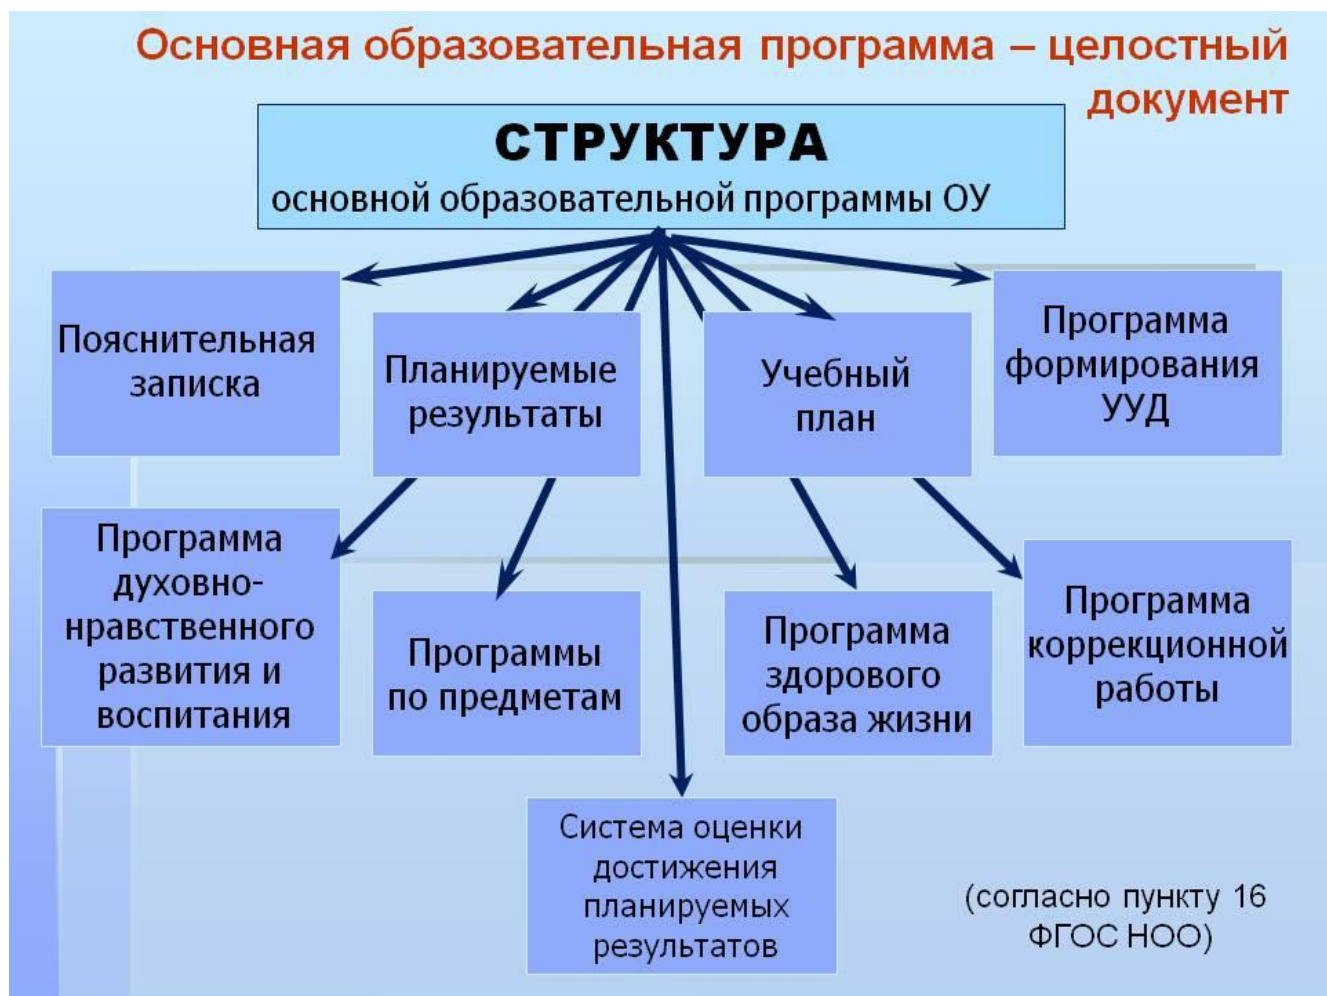 Основная образовательная программа – целостный
документ
СТРУКТУРА
основной образовательной программы ОУ
Пояснительная
записка
Планируемые
результаты
Учебный
план
Программа
формирования
УУД
Программа
духовно-
нравственного
развития и
воспитания
Программы
по предметам
Программа
здорового
образа жизни
Программа
коррекционной
работы
Система оценки
достижения
планируемых
результатов
(согласно пункту 16
ФГОС НОО)